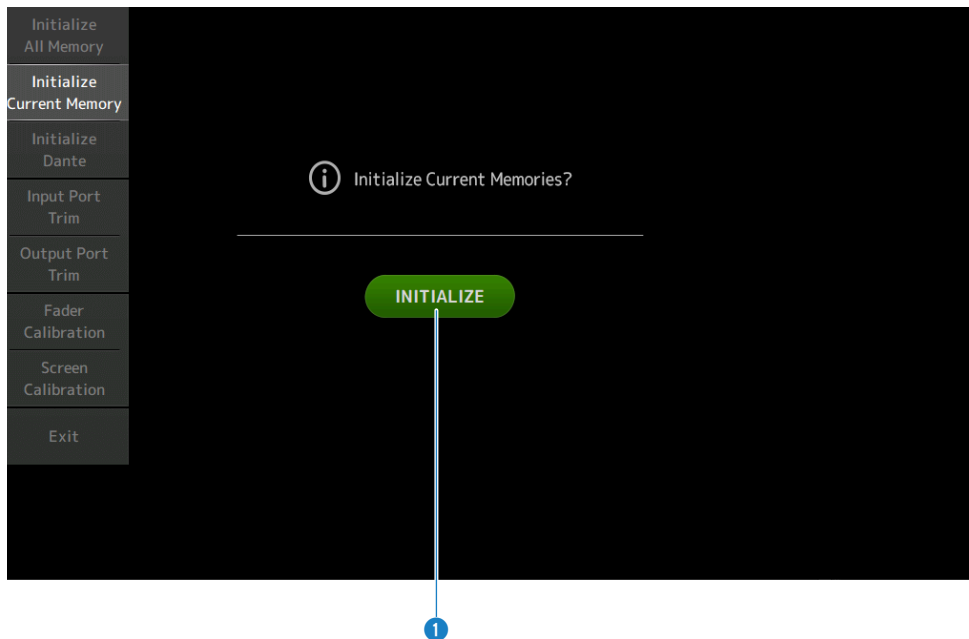 Initialize
All Memory
Initialize
Current Memory
Initialize
Dante
Input Port
Trim
Output Port
Trim
Fader
Calibration
Screen
Calibration
Exit
Initialize Current Memories?
INITIALIZE
1